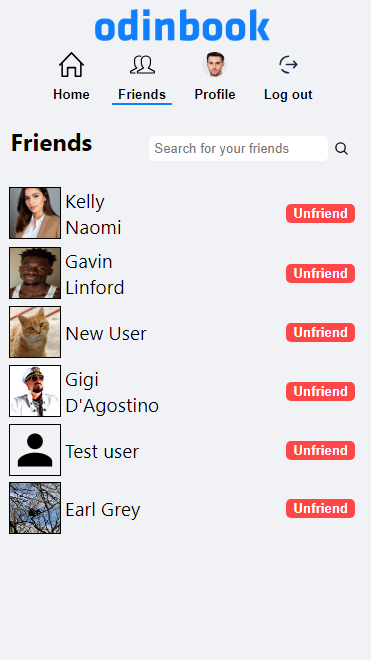 odinbook
Home Friends Profile Log out
Friends
Search for your friends
Kelly
Naomi
Unfriend
Gavin
Linford
Unfriend
New User
Unfriend
Gigi
D'Agostino
Unfriend
Test user
Unfriend
Earl Grey
Unfriend